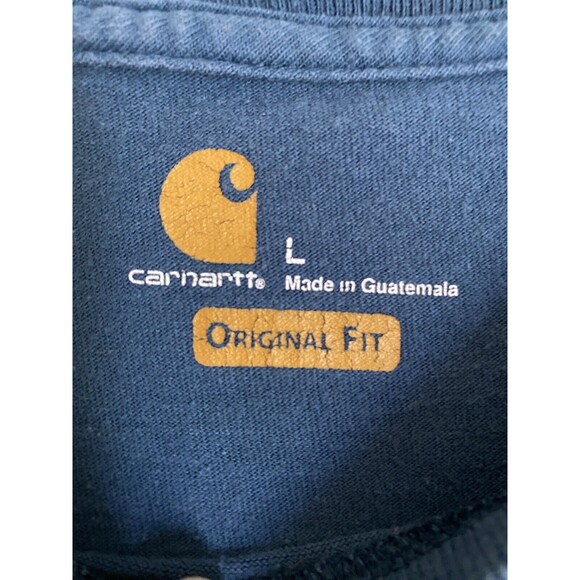 L
carhartt® Made in Guatemala
ORIGINAL FIT